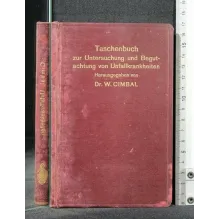 Taschenbuch
zur Untersuchung und Begut-
achtung von Unfallkrankheiten
Herausgegeben von
Dr. W. CIMBAL